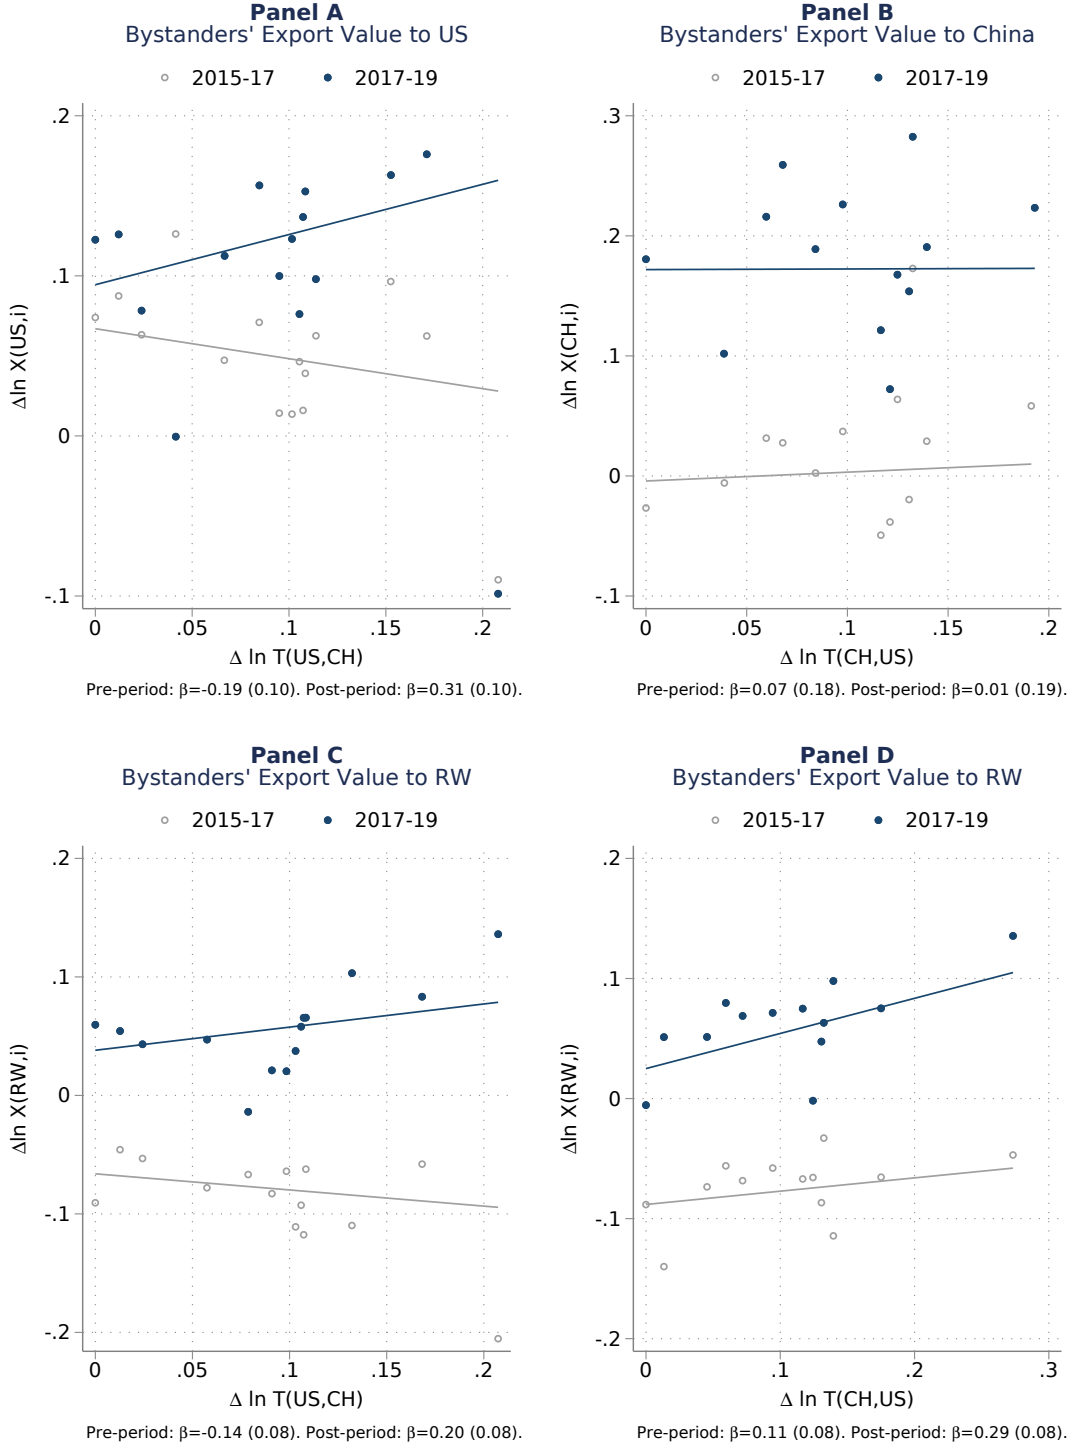 Panel A
Bystanders' Export Value to US
2015-17
2017-19
.2
.1
0
-.1
Δln X(US,i)
0
.05
.1
.15
.2
Δ ln T(US,CH)
Pre-period: β=-0.19 (0.10). Post-period: β=0.31 (0.10).
Panel B
Bystanders' Export Value to China
2015-17
2017-19
.3
.2
.1
0
-.1
Δln X(CH,i)
0
.05
.1
.15
.2
Δ ln T(CH,US)
Pre-period: β=0.07 (0.18). Post-period: β=0.01 (0.19).
Panel C
Bystanders' Export Value to RW
2015-17
2017-19
.2
.1
0
-.1
-.2
Δln X(RW,i)
0
.05
.1
.15
.2
Δ ln T(US,CH)
Pre-period: β=-0.14 (0.08). Post-period: β=0.20 (0.08).
Panel D
Bystanders' Export Value to RW
2015-17
2017-19
.2
.1
0
-.1
-.2
Δln X(RW,i)
0
.1
.2
.3
Δ ln T(CH,US)
Pre-period: β=0.11 (0.08). Post-period: β=0.29 (0.08).